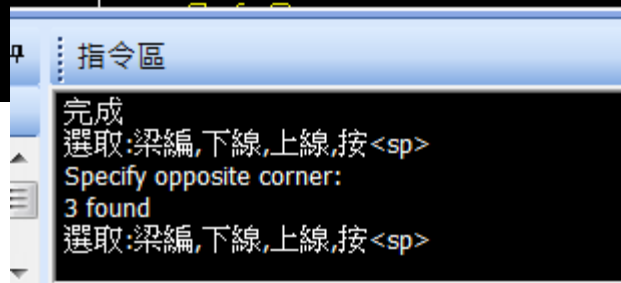 指令區
完成
選取:梁編,下線,上線,按<sp>
Specify opposite corner:
3 found
選取:梁編,下線,上線,按<sp>